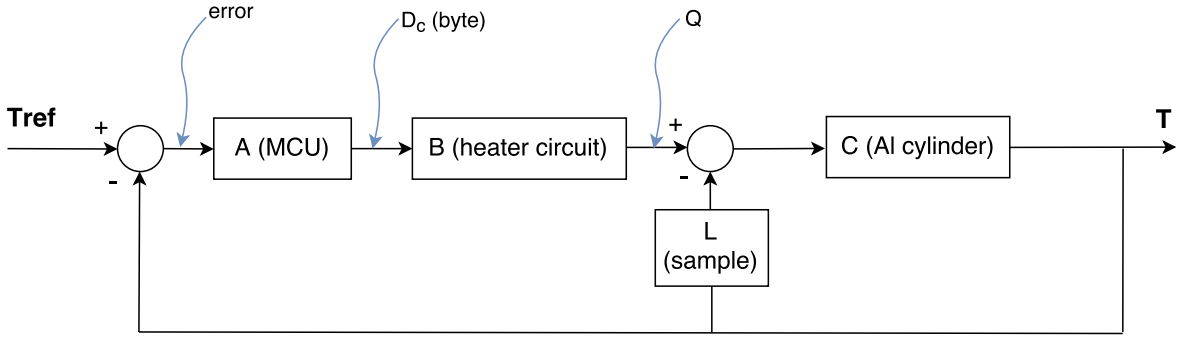 error
Dc (byte)
Q
Tref
+
A (MCU)
B (heater circuit)
+
C (Al cylinder)
T
-
-
L
(sample)